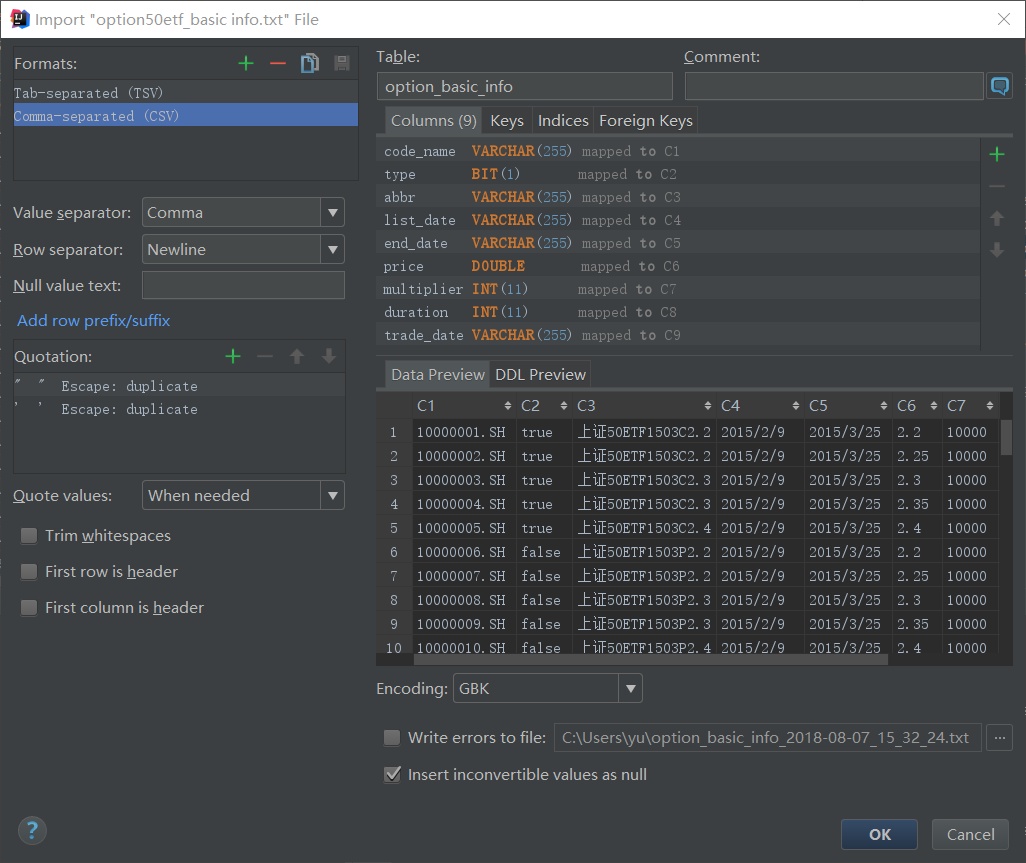 Import "option50etf_basic info.txt" File
Formats:
Tab-separated (TSV)
Comma-separated (CSV)
Value separator: Comma
Row separator: Newline
Null value text:
Add row prefix/suffix
Quotation:
" " Escape: duplicate
' ' Escape: duplicate
Quote values: When needed
Trim whitespaces
First row is header
First column is header
Table: Comment:
option_basic_info
Columns (9) Keys Indices Foreign Keys
code_name VARCHAR(255) mapped to C1
type BIT(1) mapped to C2
abbr VARCHAR(255) mapped to C3
list_date VARCHAR(255) mapped to C4
end_date VARCHAR(255) mapped to C5
price DOUBLE mapped to C6
multiplier INT(11) mapped to C7
duration INT(11) mapped to C8
trade_date VARCHAR(255) mapped to C9
Data Preview DDL Preview
C1 C2 C3 C4 C5 C6 C7
1 10000001.SH true 上证50ETF1503C2.2 2015/2/9 2015/3/25 2.2 10000
2 10000002.SH true 上证50ETF1503C2.2 2015/2/9 2015/3/25 2.25 10000
3 10000003.SH true 上证50ETF1503C2.3 2015/2/9 2015/3/25 2.3 10000
4 10000004.SH true 上证50ETF1503C2.3 2015/2/9 2015/3/25 2.35 10000
5 10000005.SH true 上证50ETF1503C2.4 2015/2/9 2015/3/25 2.4 10000
6 10000006.SH false 上证50ETF1503P2.2 2015/2/9 2015/3/25 2.2 10000
7 10000007.SH false 上证50ETF1503P2.2 2015/2/9 2015/3/25 2.25 10000
8 10000008.SH false 上证50ETF1503P2.3 2015/2/9 2015/3/25 2.3 10000
9 10000009.SH false 上证50ETF1503P2.3 2015/2/9 2015/3/25 2.35 10000
10 10000010.SH false 上证50ETF1503P2.4 2015/2/9 2015/3/25 2.4 10000
Encoding: GBK
Write errors to file: C:\Users\yu\option_basic_info_2018-08-07_15_32_24.txt ...
Insert inconvertible values as null
? OK Cancel